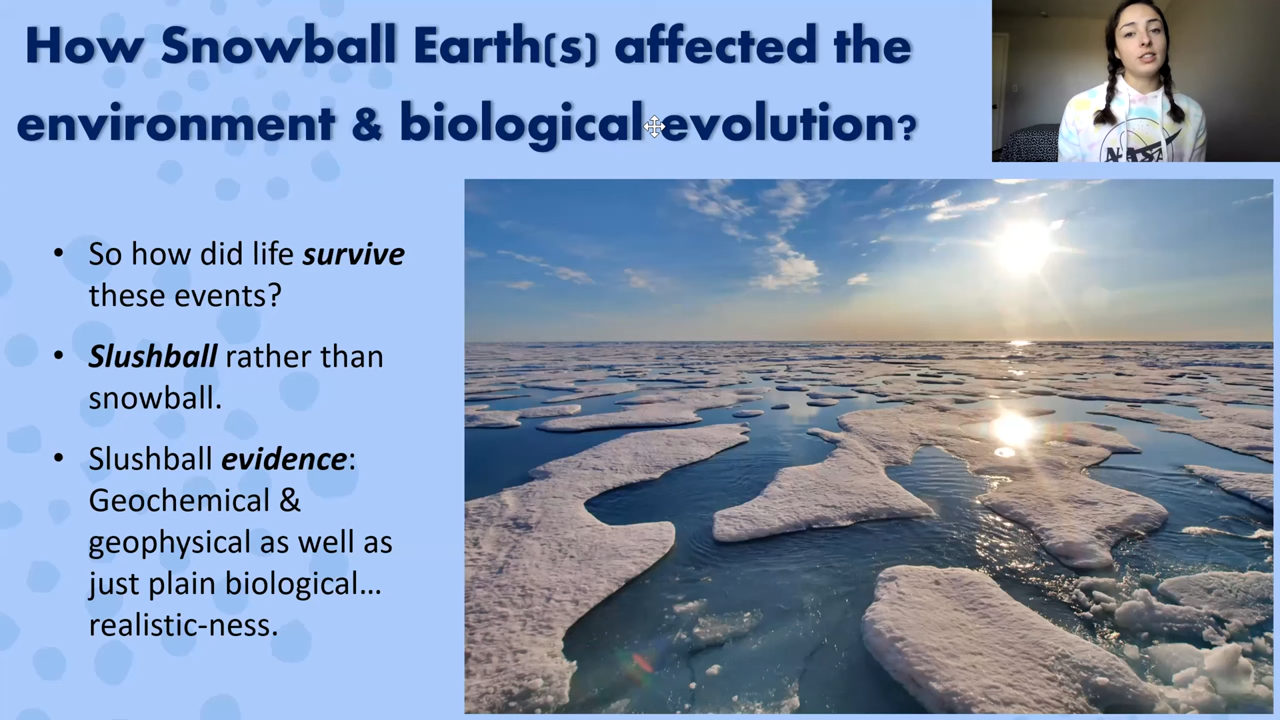 How Snowball Earth(s) affected the
environment & biological evolution?
NASA
• So how did life survive
these events?
• Slushball rather than
snowball.
• Slushball evidence:
Geochemical &
geophysical as well as
just plain biological...
realistic-ness.